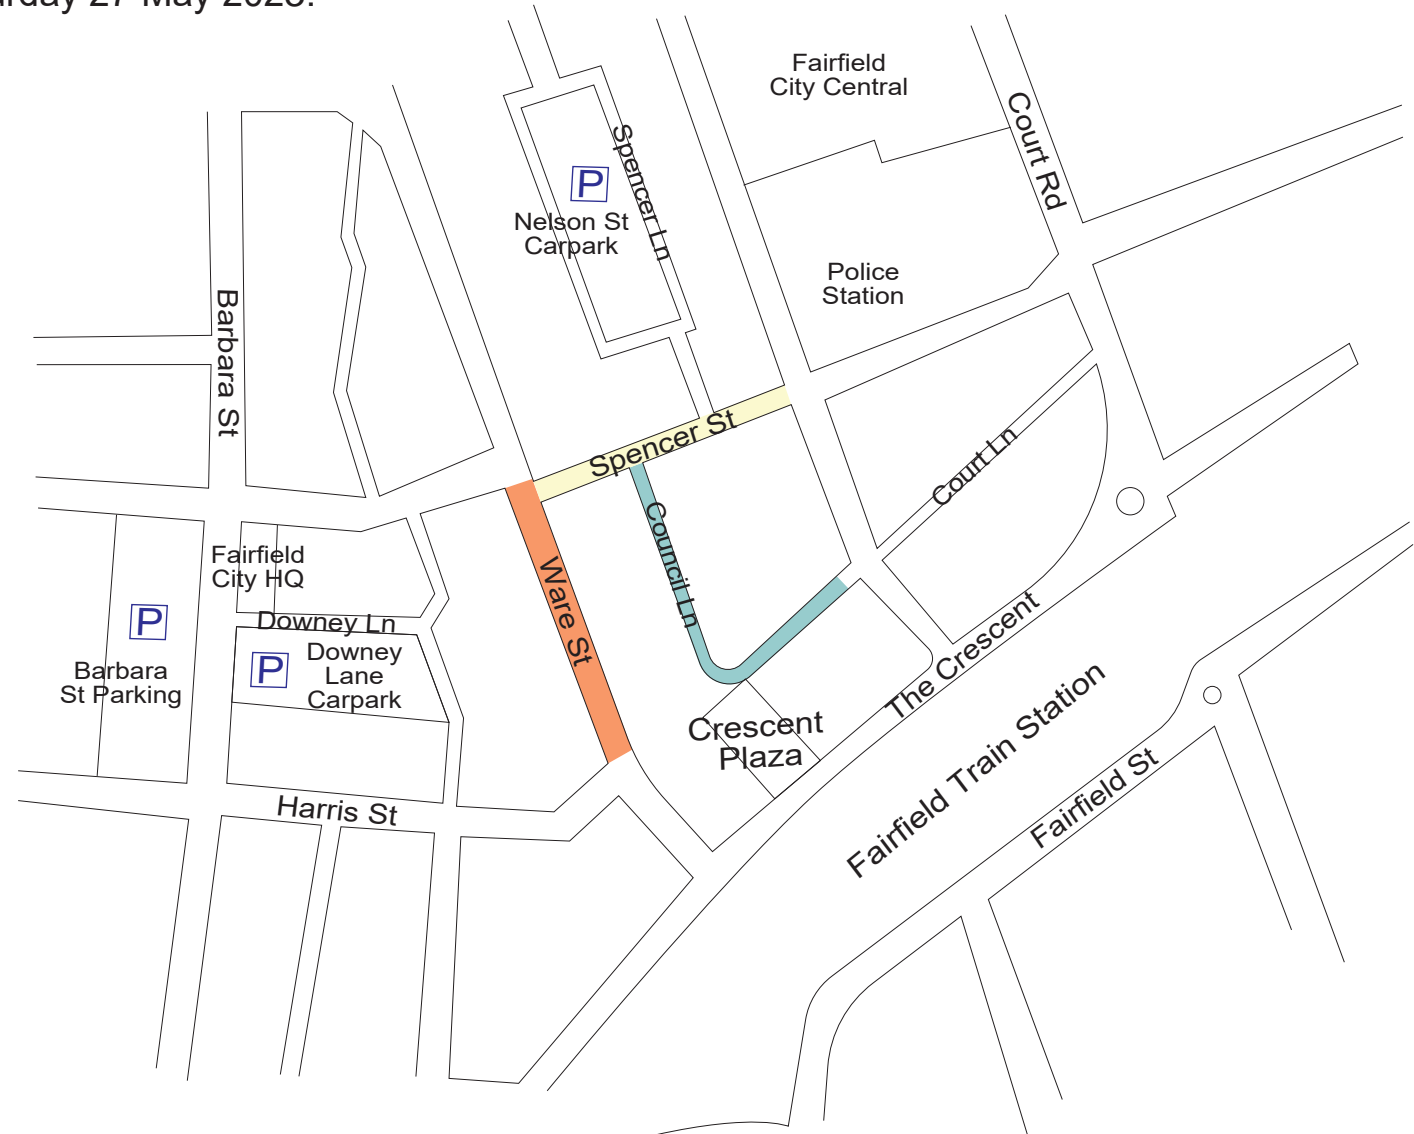 27 May
Fairfield
City Central
Court Rd
Spencer Ln
P
Nelson St
Carpark
Police
Station
Barbara St
Spencer St
Court Ln
Council Ln
Fairfield
City HQ
Ware St
P
Downey Ln
Barbara
St Parking
P
Downey
Lane
Carpark
The Crescent
Crescent
Plaza
Fairfield Train Station
Fairfield St
Harris St